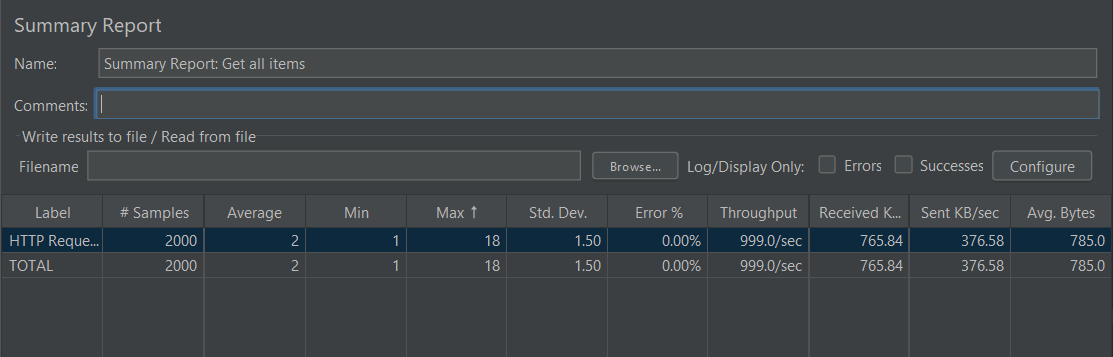 Summary Report
Name: Summary Report: Get all items
Comments:
Write results to file / Read from file
Filename Browse... Log/Display Only: Errors Successes Configure
Label # Samples Average Min Max ↑ Std. Dev. Error % Throughput Received K... Sent KB/sec Avg. Bytes
HTTP Reque... 2000 2 1 18 1.50 0.00% 999.0/sec 765.84 376.58 785.0
TOTAL 2000 2 1 18 1.50 0.00% 999.0/sec 765.84 376.58 785.0